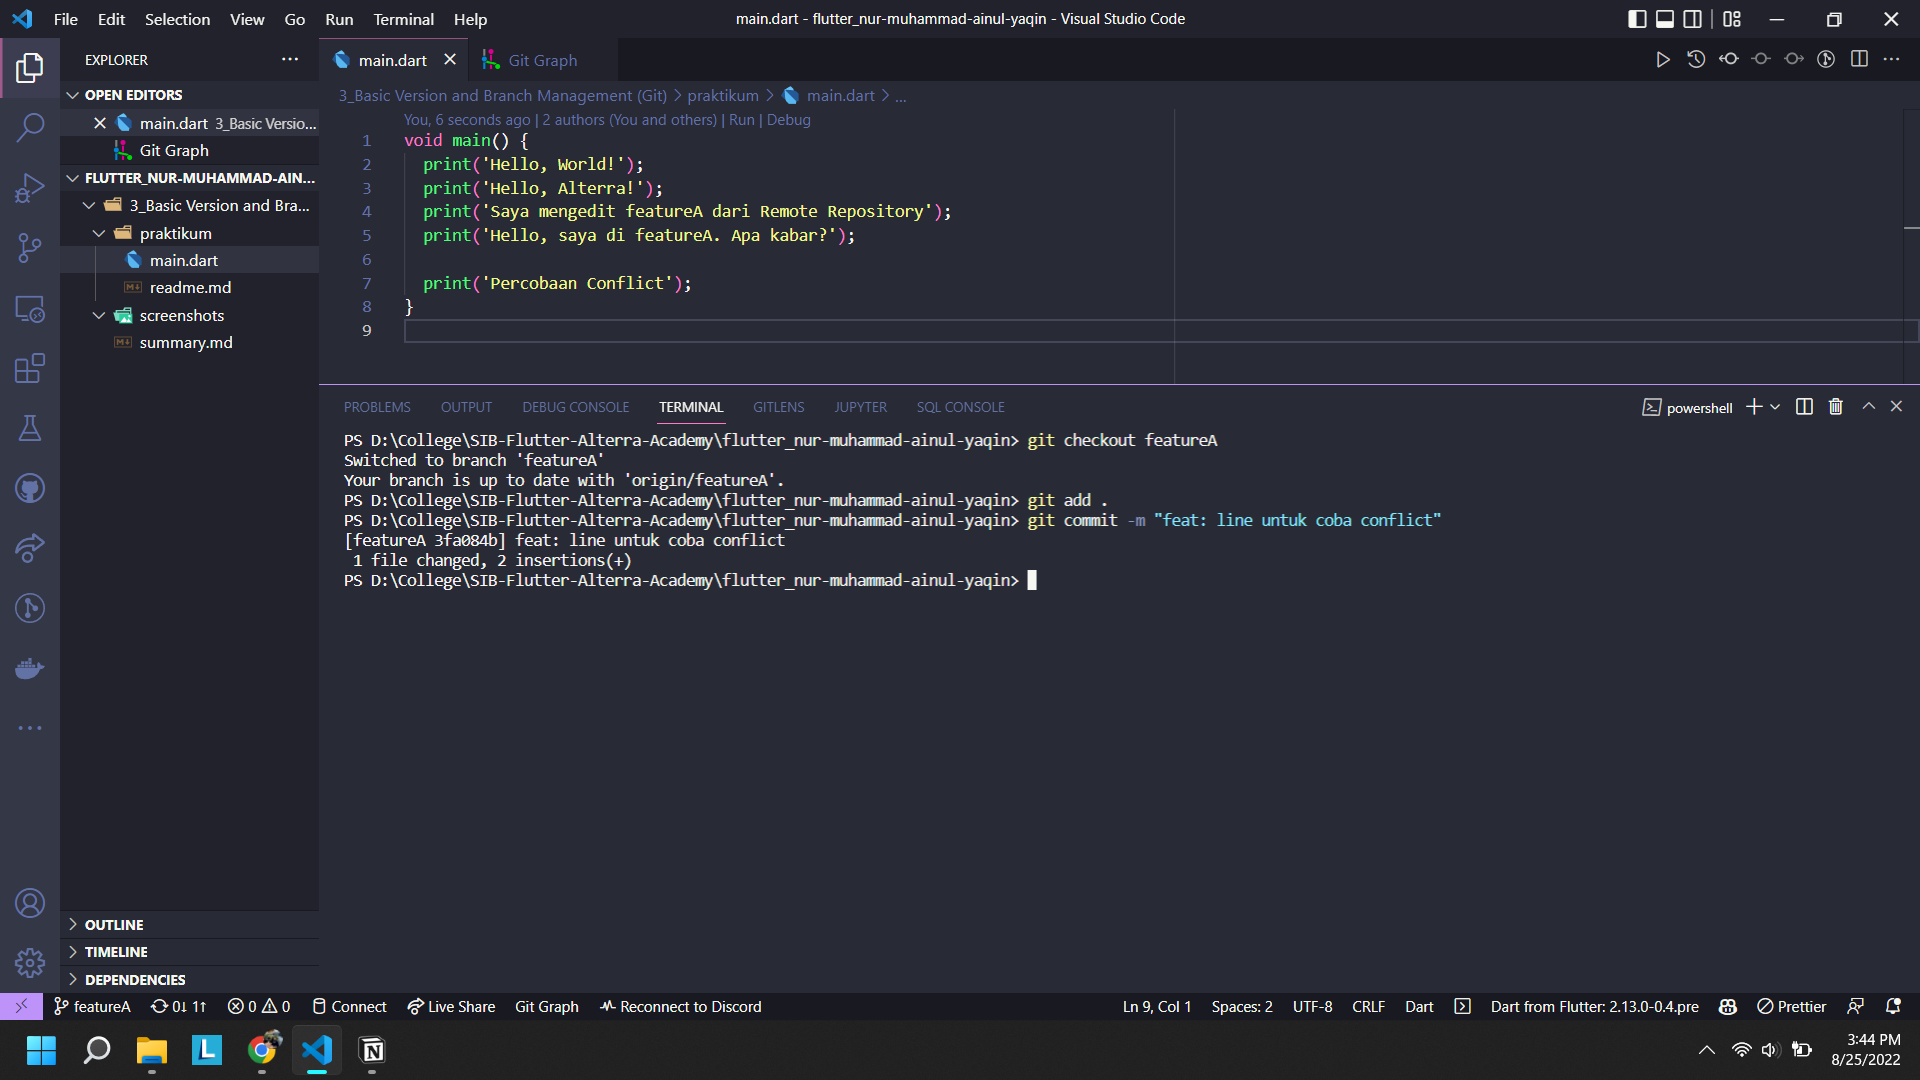 File Edit Selection View Go Run Terminal Help
main.dart - flutter_nur-muhammad-ainul-yaqin - Visual Studio Code
EXPLORER
OPEN EDITORS
main.dart 3_Basic Versio...
Git Graph
FLUTTER_NUR-MUHAMMAD-AIN...
3_Basic Version and Bra...
praktikum
main.dart
readme.md
screenshots
summary.md
OUTLINE
TIMELINE
DEPENDENCIES
main.dart
Git Graph
3_Basic Version and Branch Management (Git) > praktikum > main.dart > ...
You, 6 seconds ago | 2 authors (You and others) | Run | Debug
1 void main() {
2 print('Hello, World!');
3 print('Hello, Alterra!');
4 print('Saya mengedit featureA dari Remote Repository');
5 print('Hello, saya di featureA. Apa kabar?');
6
7 print('Percobaan Conflict');
8 }
9
PROBLEMS OUTPUT DEBUG CONSOLE TERMINAL GITLENS JUPYTER SQL CONSOLE
powershell
PS D:\College\SIB-Flutter-Alterra-Academy\flutter_nur-muhammad-ainul-yaqin> git checkout featureA
Switched to branch 'featureA'
Your branch is up to date with 'origin/featureA'.
PS D:\College\SIB-Flutter-Alterra-Academy\flutter_nur-muhammad-ainul-yaqin> git add .
PS D:\College\SIB-Flutter-Alterra-Academy\flutter_nur-muhammad-ainul-yaqin> git commit -m "feat: line untuk coba conflict"
[featureA 3fa084b] feat: line untuk coba conflict
1 file changed, 2 insertions(+)
PS D:\College\SIB-Flutter-Alterra-Academy\flutter_nur-muhammad-ainul-yaqin>
featureA 0↓ 1↑ 0 0 Connect Live Share Git Graph Reconnect to Discord
Ln 9, Col 1 Spaces: 2 UTF-8 CRLF Dart Dart from Flutter: 2.13.0-0.4.pre Prettier
L
N
3:44 PM
8/25/2022